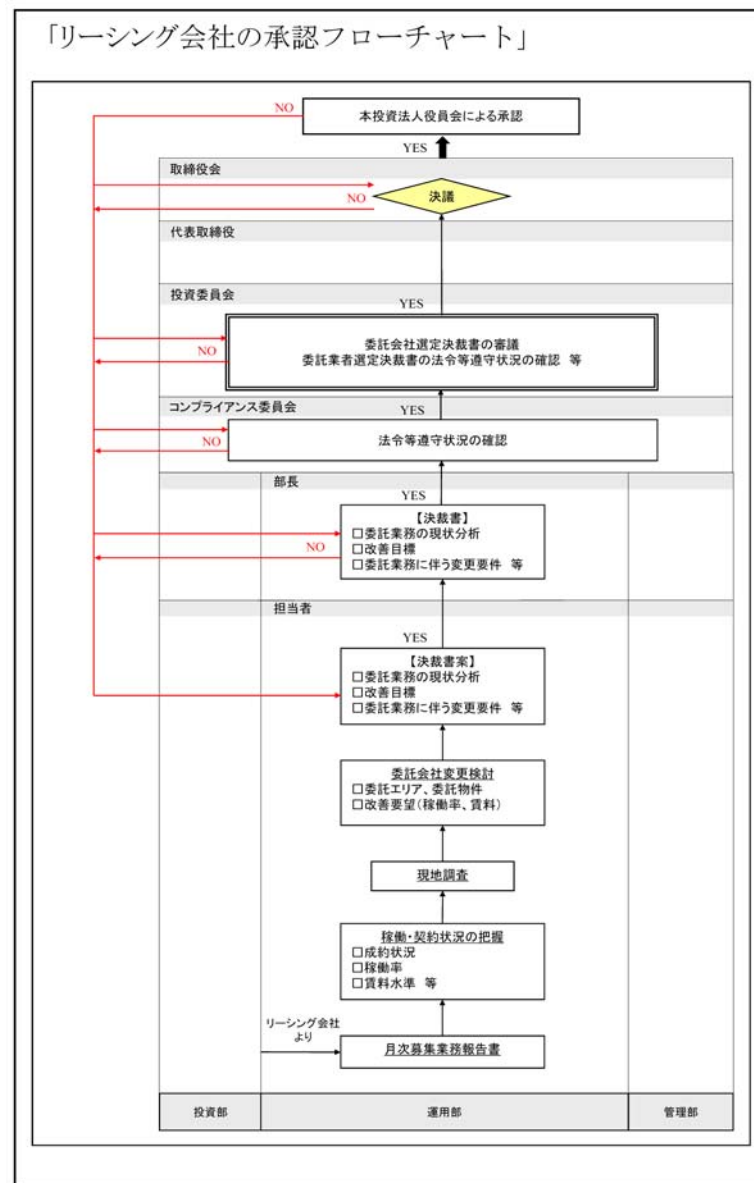 「リーシング会社の承認フローチャート」
NO
本投資法人役員会による承認
YES
取締役会
NO
決議
代表取締役
投資委員会
YES
委託会社選定決裁書の審議
委託業者選定決裁書の法令等遵守状況の確認 等
NO
コンプライアンス委員会
YES
法令等遵守状況の確認
NO
部長
YES
【決裁書】
□委託業務の現状分析
□改善目標
□委託業務に伴う変更要件 等
NO
担当者
YES
【決裁書案】
□委託業務の現状分析
□改善目標
□委託業務に伴う変更要件 等
委託会社変更検討
□委託エリア、委託物件
□改善要望(稼働率、賃料)
現地調査
稼働・契約状況の把握
□成約状況
□稼働率
□賃料水準 等
リーシング会社
より
月次募集業務報告書
投資部
運用部
管理部